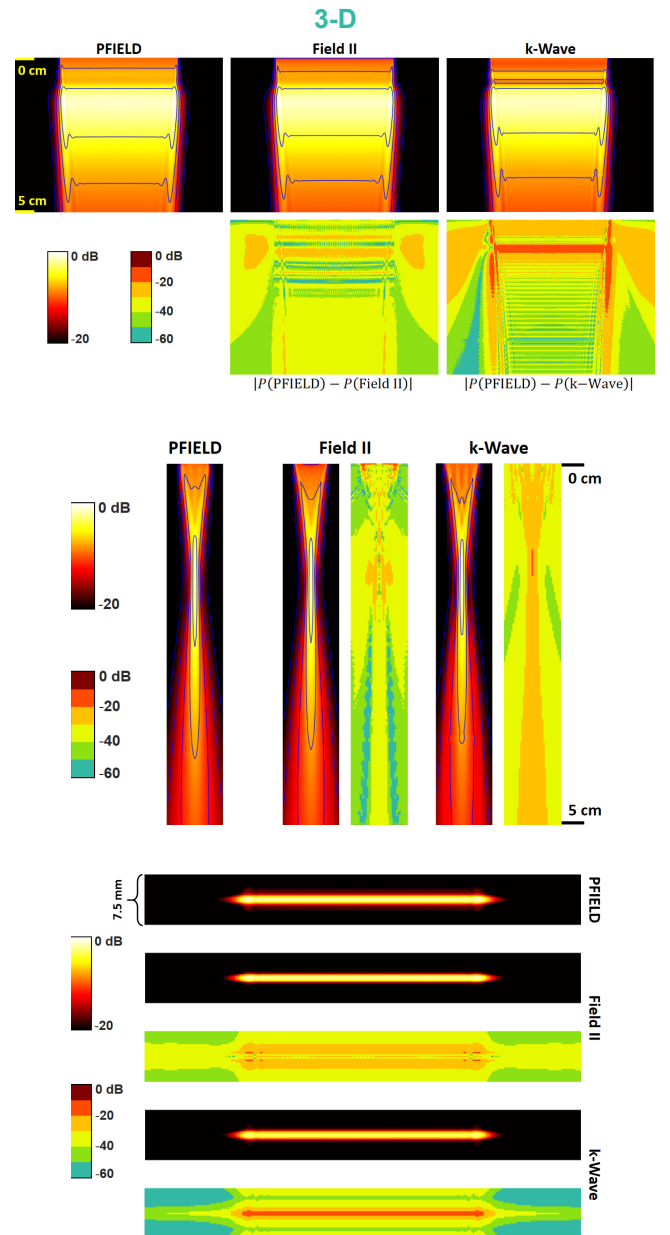 3-D
PFIELD Field II k-Wave
0 cm
5 cm
0 dB
-20
0 dB
-20
-40
-60
|P(PFIELD) − P(Field II)| |P(PFIELD) − P(k−Wave)|
PFIELD Field II k-Wave
0 cm
0 dB
-20
0 dB
-20
-40
-60
5 cm
7.5 mm
PFIELD
0 dB
-20
Field II
0 dB
-20
-40
-60
k-Wave